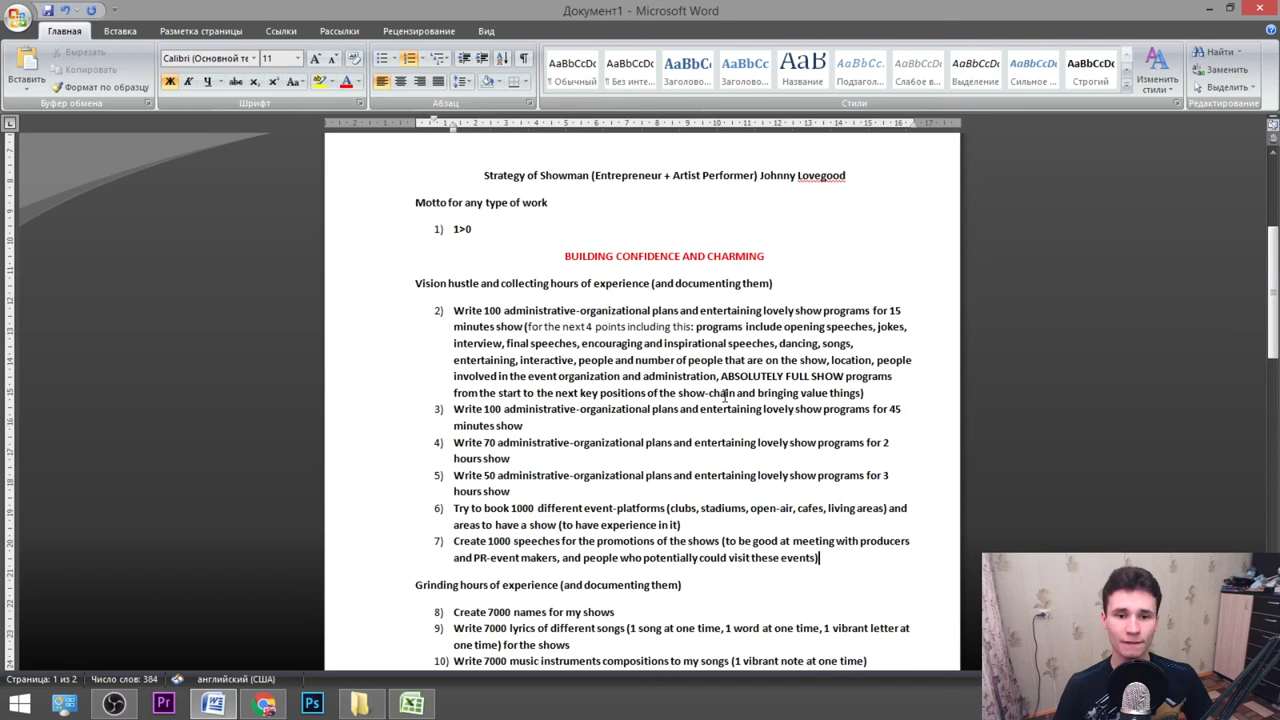 Документ1 - Microsoft Word
Главная Вставка Разметка страницы Ссылки Рассылки Рецензирование Вид
Вставить
Вырезать
Копировать
Формат по образцу
Буфер обмена
Calibri (Основной те 11
Ж К Ч abc x₂ x² Aa
Шрифт
Абзац
AaBbCcDc AaBbCcDc AaBbCc AaBbCc AaB AaBbCc. AaBbCcDc AaBbCcDc AaBbCcDc AaBbCcDc
¶ Обычный ¶ Без инте... Заголово... Заголово... Название Подзагол... Слабое в... Выделение Сильное ... Строгий
Стили
Изменить стили
Найти
Заменить
Выделить
Редактирование
Strategy of Showman (Entrepreneur + Artist Performer) Johnny Lovegood
Motto for any type of work
1) 1>0
BUILDING CONFIDENCE AND CHARMING
Vision hustle and collecting hours of experience (and documenting them)
2) Write 100 administrative-organizational plans and entertaining lovely show programs for 15
minutes show (for the next 4 points including this: programs include opening speeches, jokes,
interview, final speeches, encouraging and inspirational speeches, dancing, songs,
entertaining, interactive, people and number of people that are on the show, location, people
involved in the event organization and administration, ABSOLUTELY FULL SHOW programs
from the start to the next key positions of the show-chain and bringing value things)
3) Write 100 administrative-organizational plans and entertaining lovely show programs for 45
minutes show
4) Write 70 administrative-organizational plans and entertaining lovely show programs for 2
hours show
5) Write 50 administrative-organizational plans and entertaining lovely show programs for 3
hours show
6) Try to book 1000 different event-platforms (clubs, stadiums, open-air, cafes, living areas) and
areas to have a show (to have experience in it)
7) Create 1000 speeches for the promotions of the shows (to be good at meeting with producers
and PR-event makers, and people who potentially could visit these events)
Grinding hours of experience (and documenting them)
8) Create 7000 names for my shows
9) Write 7000 lyrics of different songs (1 song at one time, 1 word at one time, 1 vibrant letter at
one time) for the shows
10) Write 7000 music instruments compositions to my songs (1 vibrant note at one time)
Страница: 1 из 2 Число слов: 384 английский (США)
Pr W Ps